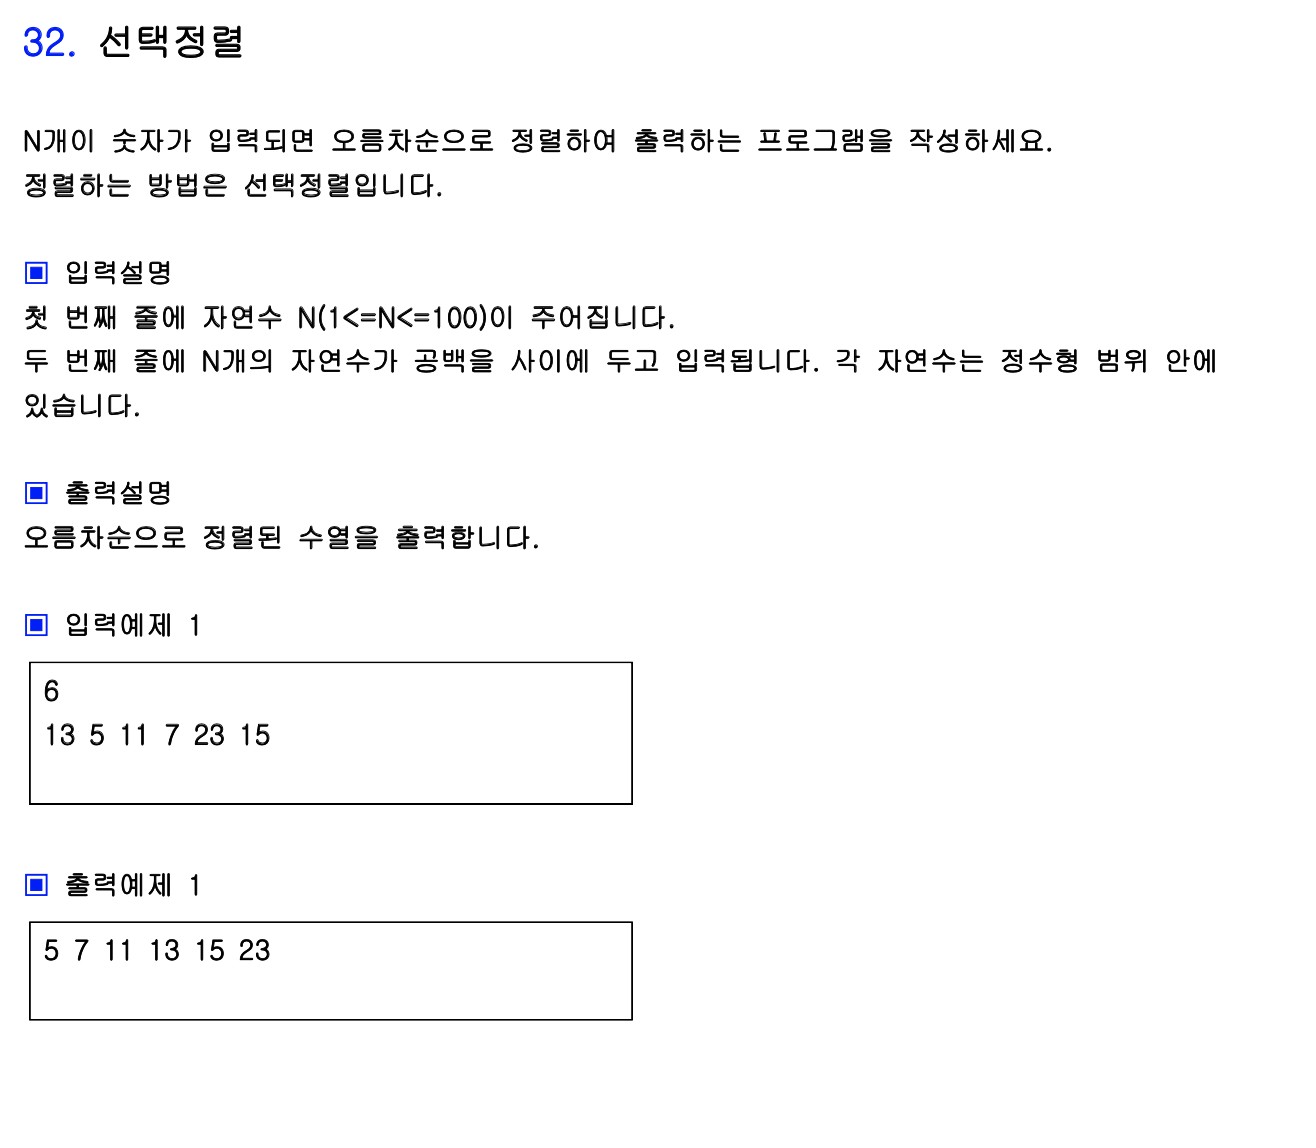 32. 선택정렬
N개이 숫자가 입력되면 오름차순으로 정렬하여 출력하는 프로그램을 작성하세요.
정렬하는 방법은 선택정렬입니다.
▣ 입력설명
첫 번째 줄에 자연수 N(1<=N<=100)이 주어집니다.
두 번째 줄에 N개의 자연수가 공백을 사이에 두고 입력됩니다. 각 자연수는 정수형 범위 안에
있습니다.
▣ 출력설명
오름차순으로 정렬된 수열을 출력합니다.
▣ 입력예제 1
6
13 5 11 7 23 15
▣ 출력예제 1
5 7 11 13 15 23